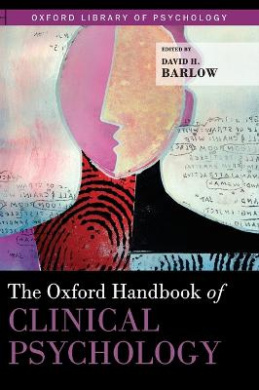 OXFORD LIBRARY OF PSYCHOLOGY
EDITED BY
DAVID H.
BARLOW
The Oxford Handbook of
CLINICAL
PSYCHOLOGY